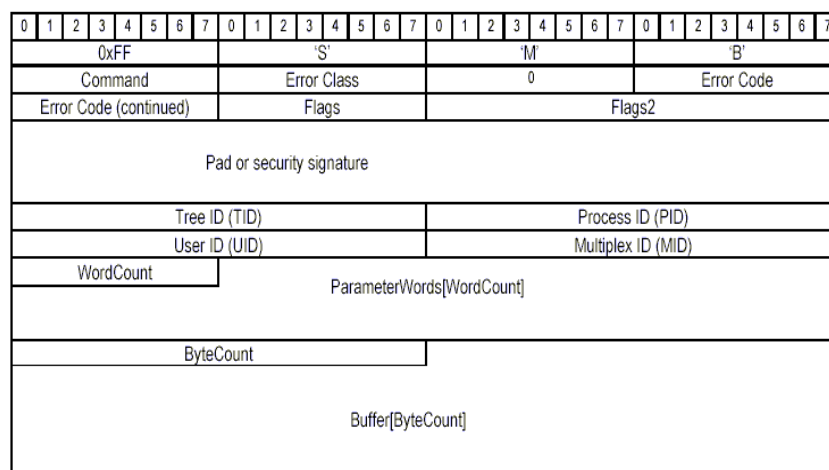 0 1 2 3 4 5 6 7 0 1 2 3 4 5 6 7 0 1 2 3 4 5 6 7 0 1 2 3 4 5 6 7
0xFF ‘S’ ‘M’ ‘B’
Command Error Class 0 Error Code
Error Code (continued) Flags Flags2
Pad or security signature
Tree ID (TID) Process ID (PID)
User ID (UID) Multiplex ID (MID)
WordCount
ParameterWords[WordCount]
ByteCount
Buffer[ByteCount]